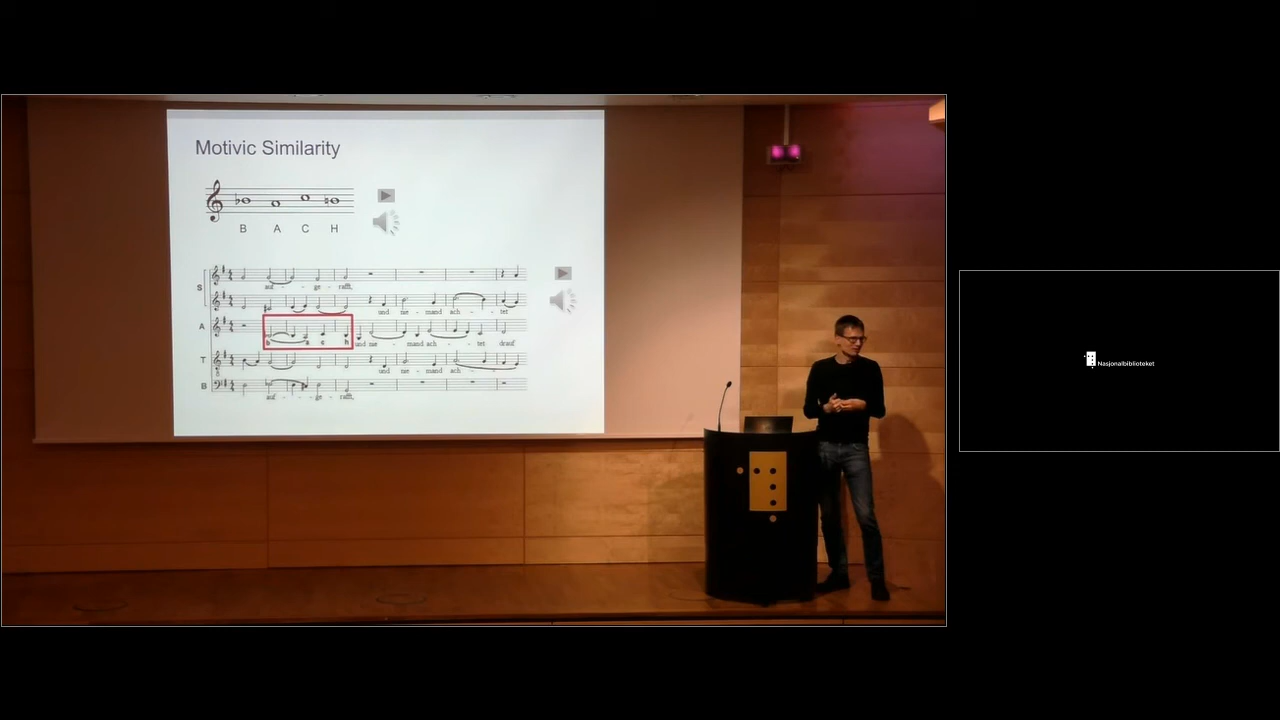 Motivic Similarity
B A C H
S
auf - - ge - rafft,
und nie - mand ach - - tet
A
b a c h und nie - mand ach - - tet drauf
T
und nie - mand ach - -
B
auf - - ge - rafft,
Nasjonalbiblioteket